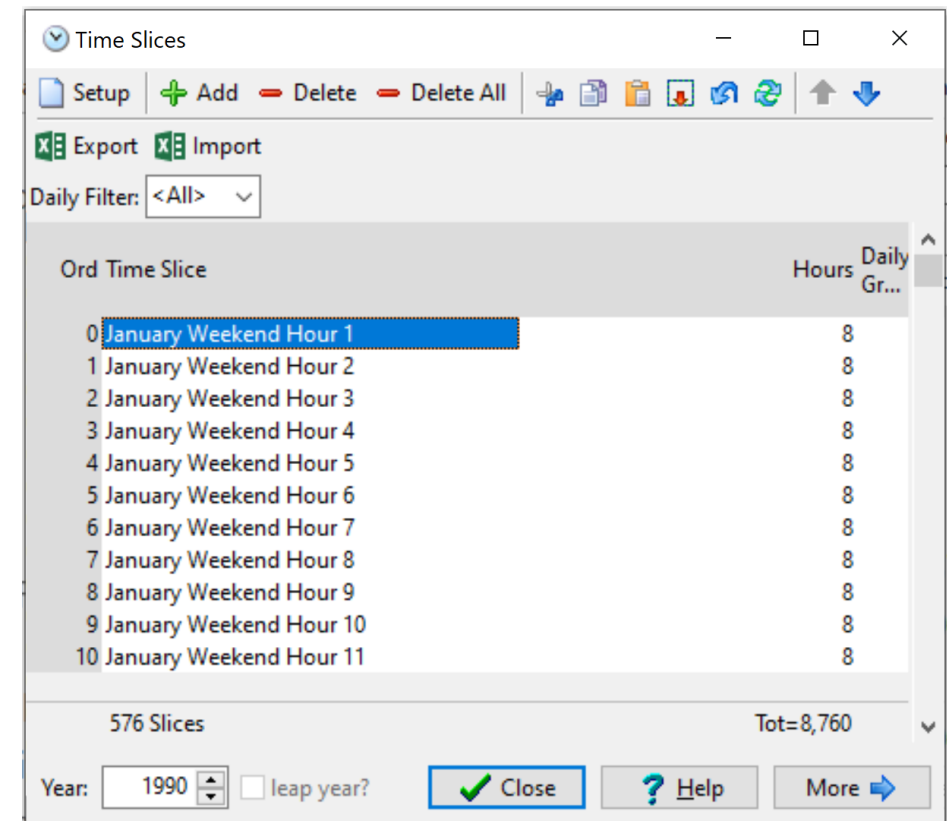 Time Slices
Setup Add Delete Delete All
Export Import
Daily Filter: <All>
Ord Time Slice Hours Daily Gr...
0 January Weekend Hour 1 8
1 January Weekend Hour 2 8
2 January Weekend Hour 3 8
3 January Weekend Hour 4 8
4 January Weekend Hour 5 8
5 January Weekend Hour 6 8
6 January Weekend Hour 7 8
7 January Weekend Hour 8 8
8 January Weekend Hour 9 8
9 January Weekend Hour 10 8
10 January Weekend Hour 11 8
576 Slices Tot=8,760
Year: 1990 leap year? Close Help More